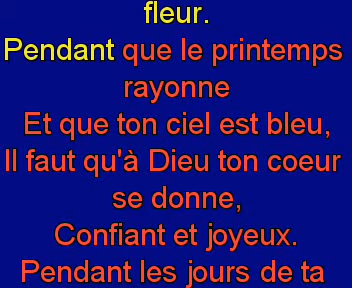 fleur.
Pendant que le printemps
rayonne
Et que ton ciel est bleu,
Il faut qu'à Dieu ton coeur
se donne,
Confiant et joyeux.
Pendant les jours de ta